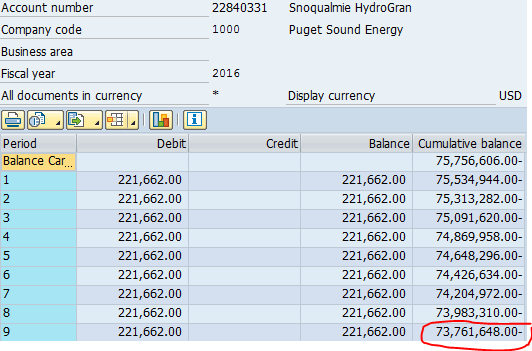 Account number 22840331 Snoqualmie HydroGran
Company code 1000 Puget Sound Energy
Business area
Fiscal year 2016
All documents in currency * Display currency USD
Period Debit Credit Balance Cumulative balance
Balance Car... 75,756,606.00-
1 221,662.00 221,662.00 75,534,944.00-
2 221,662.00 221,662.00 75,313,282.00-
3 221,662.00 221,662.00 75,091,620.00-
4 221,662.00 221,662.00 74,869,958.00-
5 221,662.00 221,662.00 74,648,296.00-
6 221,662.00 221,662.00 74,426,634.00-
7 221,662.00 221,662.00 74,204,972.00-
8 221,662.00 221,662.00 73,983,310.00-
9 221,662.00 221,662.00 73,761,648.00-